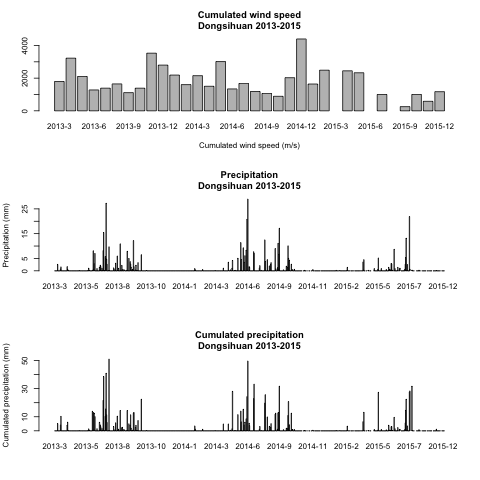 Cumulated wind speed
Dongsihuan 2013-2015
4000
2000
0
2013-3 2013-6 2013-9 2013-12 2014-3 2014-6 2014-9 2014-12 2015-3 2015-6 2015-9 2015-12
Cumulated wind speed (m/s)
Precipitation
Dongsihuan 2013-2015
Precipitation (mm)
25
15
5
0
2013-3 2013-5 2013-8 2013-10 2014-1 2014-3 2014-6 2014-9 2014-11 2015-2 2015-5 2015-7 2015-12
Cumulated precipitation
Dongsihuan 2013-2015
Cumulated precipitation (mm)
50
30
10
0
2013-3 2013-5 2013-8 2013-10 2014-1 2014-3 2014-6 2014-9 2014-11 2015-2 2015-5 2015-7 2015-12